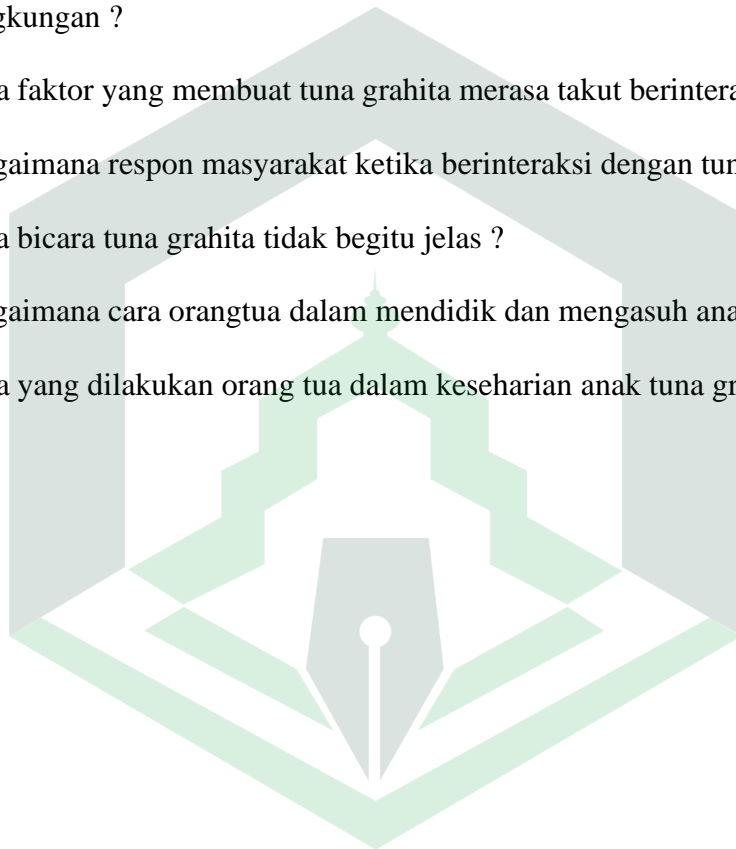 gkungan ?
a faktor yang membuat tuna grahita merasa takut berintera
gaimana respon masyarakat ketika berinteraksi dengan tun
a bicara tuna grahita tidak begitu jelas ?
gaimana cara orangtua dalam mendidik dan mengasuh ana
a yang dilakukan orang tua dalam keseharian anak tuna gr